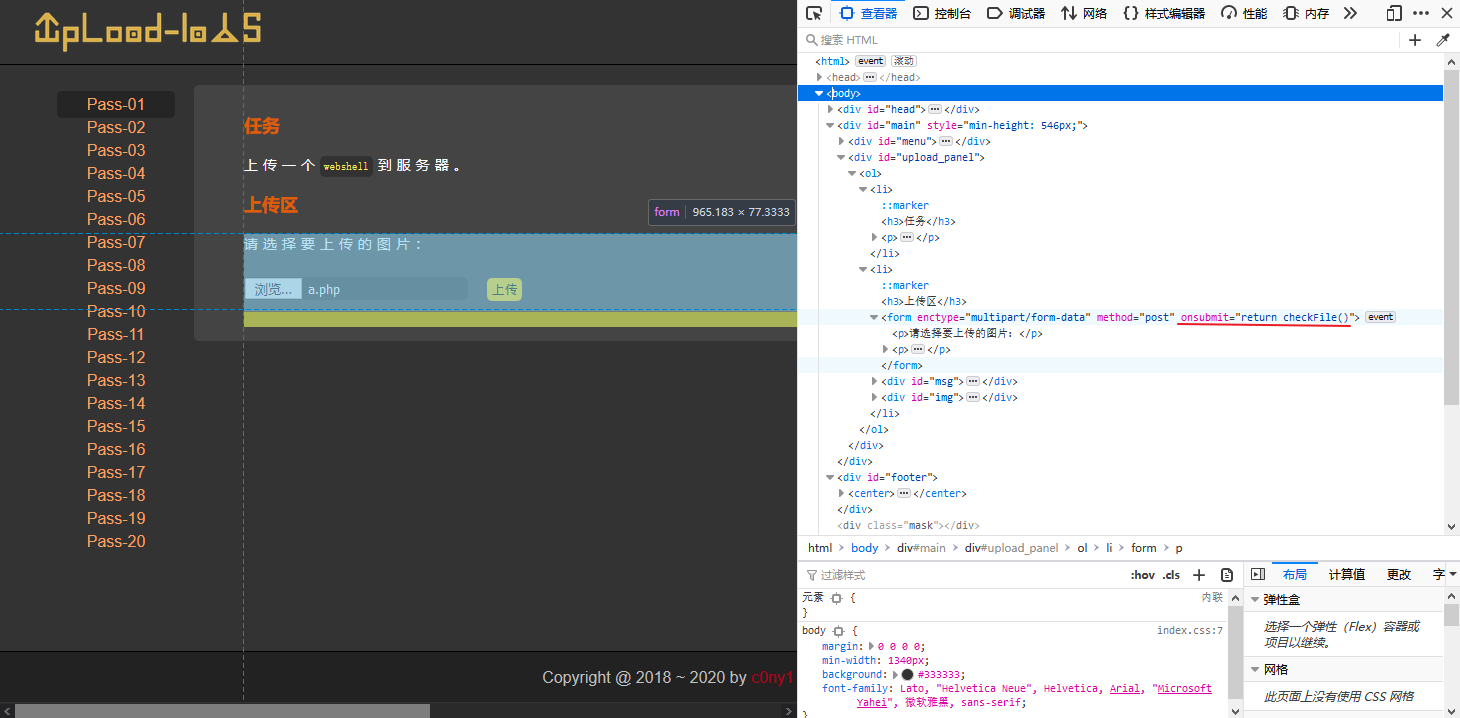 UpLoad-labs
Pass-01
Pass-02
Pass-03
Pass-04
Pass-05
Pass-06
Pass-07
Pass-08
Pass-09
Pass-10
Pass-11
Pass-12
Pass-13
Pass-14
Pass-15
Pass-16
Pass-17
Pass-18
Pass-19
Pass-20
任务
上传一个 webshell 到服务器。
上传区
form 965.183 × 77.3333
请选择要上传的图片：
浏览... a.php 上传
Copyright @ 2018 ~ 2020 by c0ny1
查看器 控制台 调试器 网络 样式编辑器 性能 内存
搜索 HTML
<html> event 滚动
<head> ··· </head>
<body>
<div id="head"> ··· </div>
<div id="main" style="min-height: 546px;">
<div id="menu"> ··· </div>
<div id="upload_panel">
<ol>
<li>
::marker
<h3>任务</h3>
<p> ··· </p>
</li>
<li>
::marker
<h3>上传区</h3>
<form enctype="multipart/form-data" method="post" onsubmit="return checkFile()"> event
<p>请选择要上传的图片：</p>
<p> ··· </p>
</form>
<div id="msg"> ··· </div>
<div id="img"> ··· </div>
</li>
</ol>
</div>
</div>
<div id="footer">
<center> ··· </center>
</div>
<div class="mask"></div>
html > body > div#main > div#upload_panel > ol > li > form > p
过滤样式 :hov .cls
元素 { 内联
}
body { index.css:7
margin: 0 0 0 0;
min-width: 1340px;
background: #333333;
font-family: Lato, "Helvetica Neue", Helvetica, Arial, "Microsoft
Yahei", 微软雅黑, sans-serif;
}
布局 计算值 更改 字
弹性盒
选择一个弹性（Flex）容器或
项目以继续。
网格
此页面上没有使用 CSS 网格